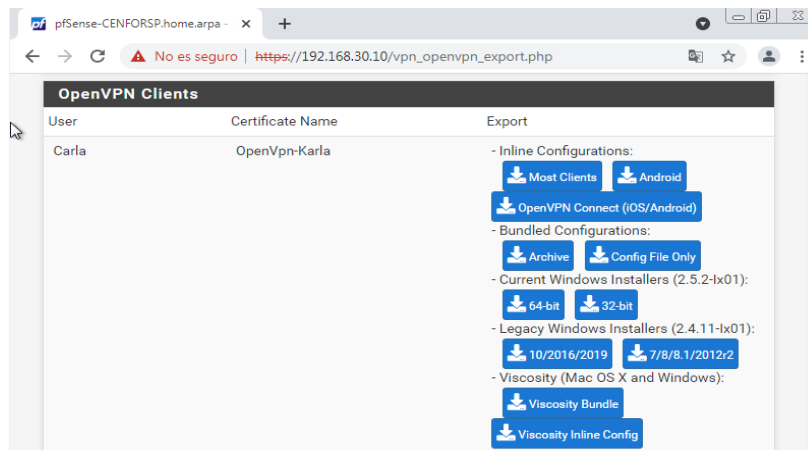 pfSense-CENFORSP.home.arpa -
No es seguro | https://192.168.30.10/vpn_openvpn_export.php
OpenVPN Clients
User Certificate Name Export
Carla OpenVpn-Karla - Inline Configurations:
Most Clients Android
OpenVPN Connect (iOS/Android)
- Bundled Configurations:
Archive Config File Only
- Current Windows Installers (2.5.2-Ix01):
64-bit 32-bit
- Legacy Windows Installers (2.4.11-Ix01):
10/2016/2019 7/8/8.1/2012r2
- Viscosity (Mac OS X and Windows):
Viscosity Bundle
Viscosity Inline Config